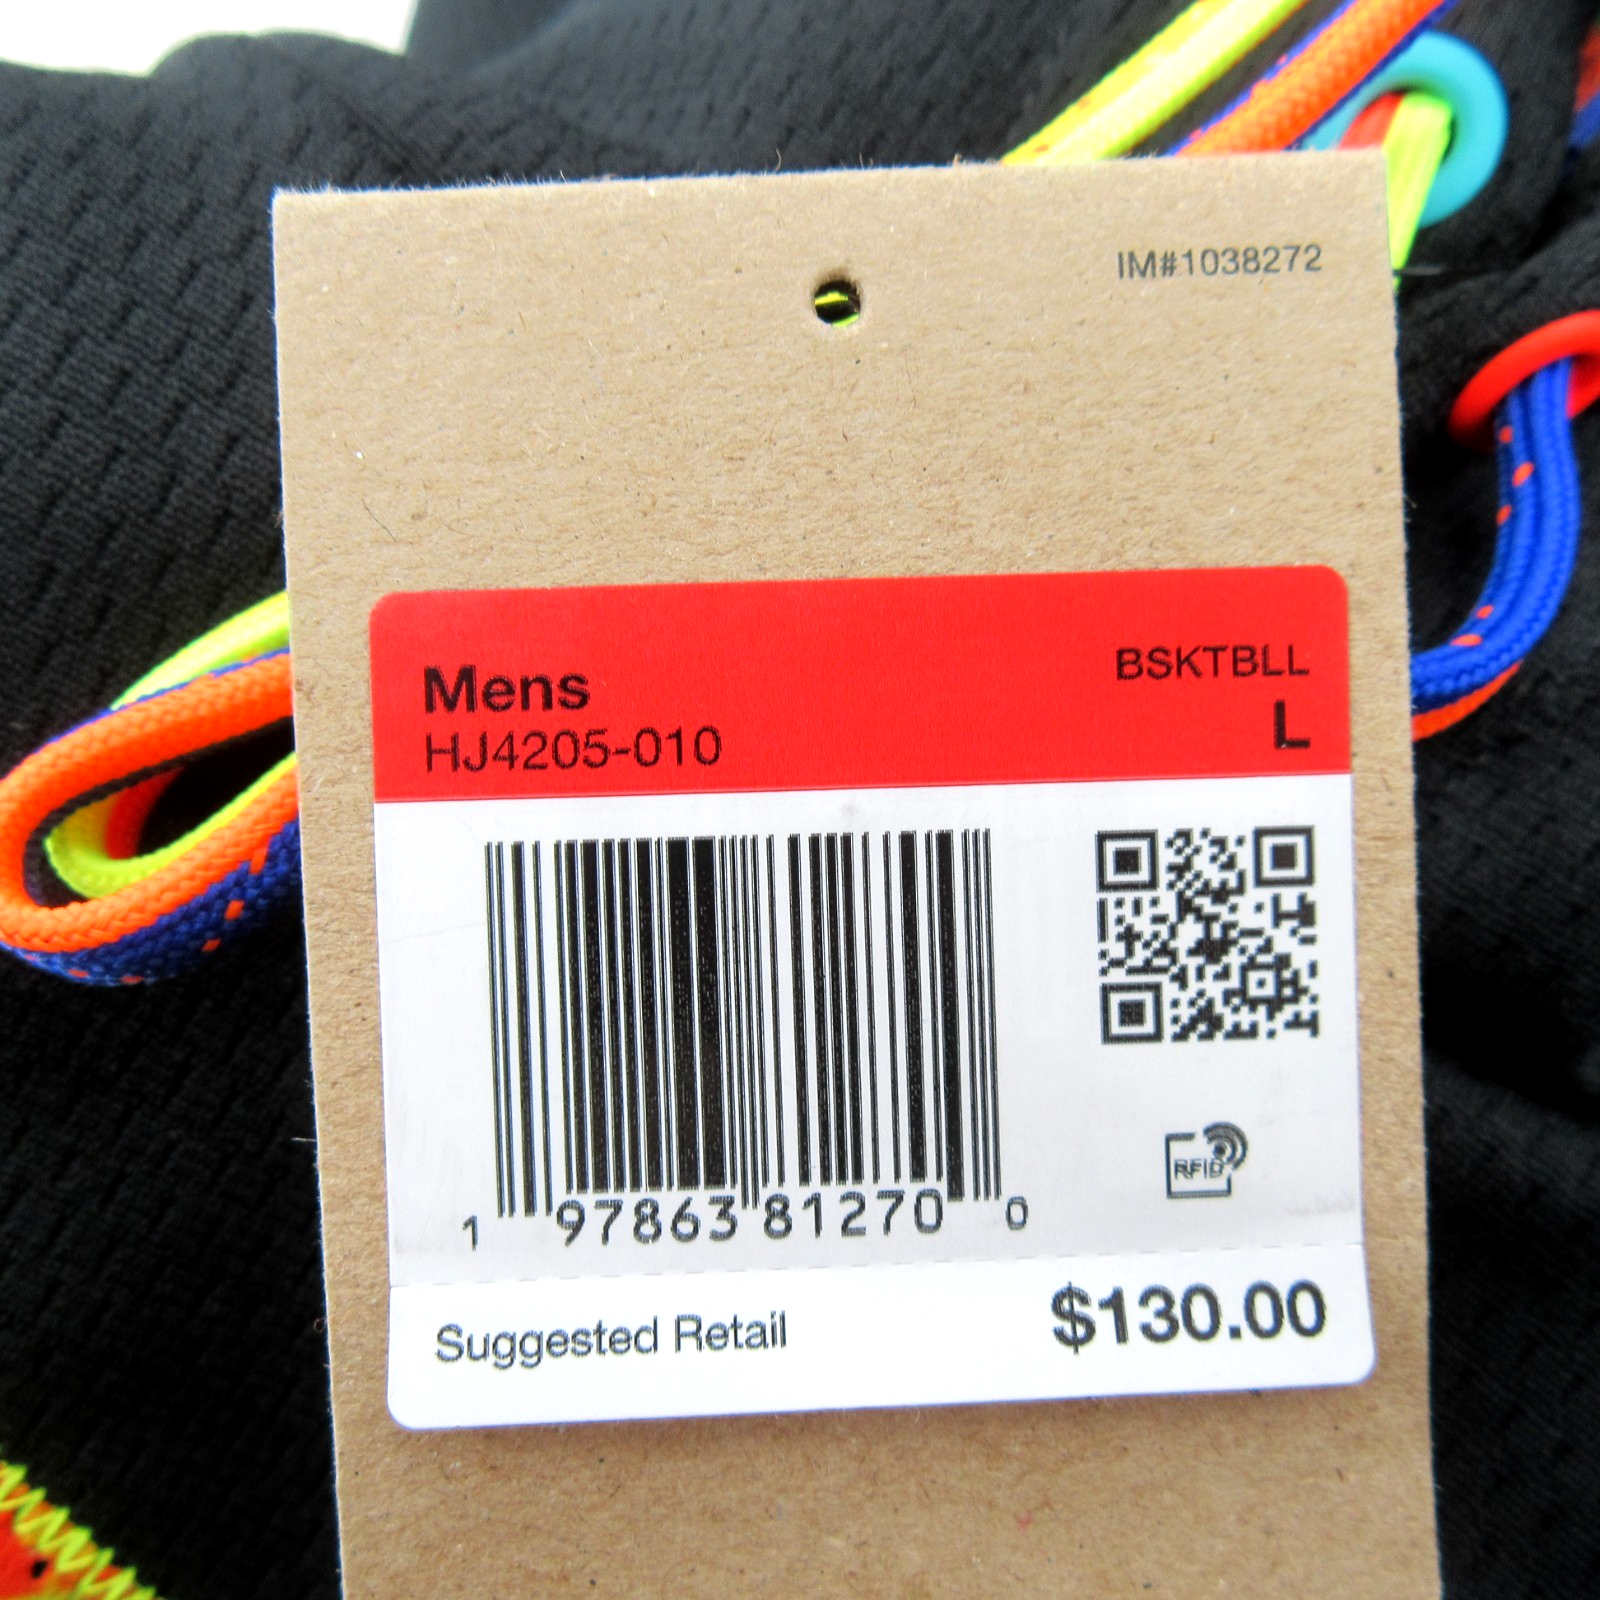 IM#1038272
Mens
BSKTBLL
HJ4205-010
L
1 97863 81270 0
RFID
Suggested Retail
$130.00